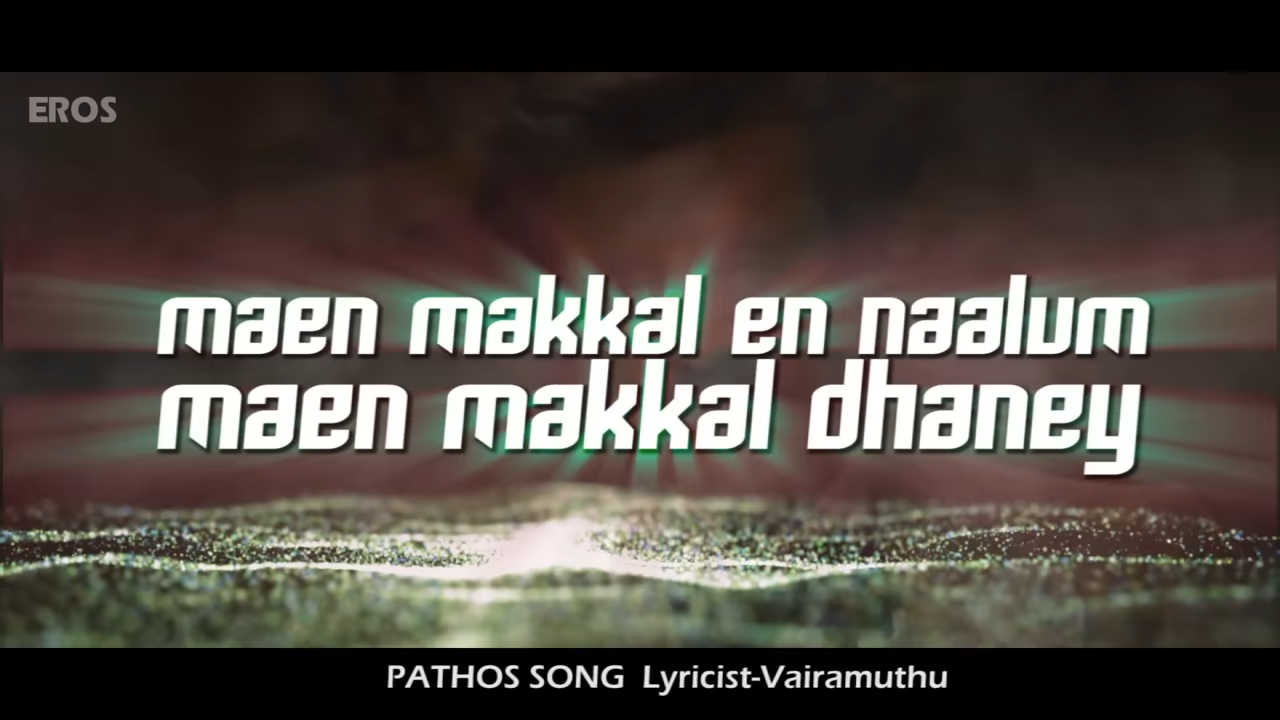 EROS
maen makkal en naalum
maen makkal dhaney
PATHOS SONG Lyricist-Vairamuthu